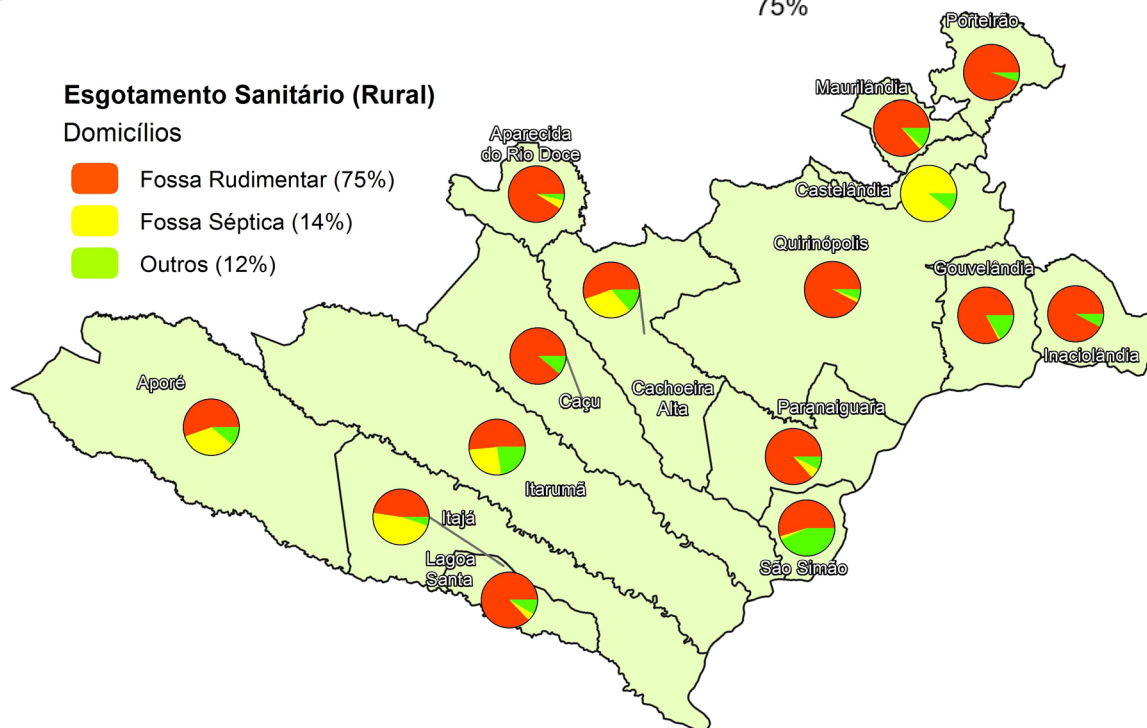 75%
Porteirão
Esgotamento Sanitário (Rural)
Domicílios
Fossa Rudimentar (75%)
Fossa Séptica (14%)
Outros (12%)
Maurilândia
Aparecida
do Rio Doce
Castelândia
Quirinópolis
Gouvelândia
Inaciolândia
Aporé
Caçu
Cachoeira
Alta
Paranaiguara
Itarumã
Itajá
Lagoa
Santa
São Simão